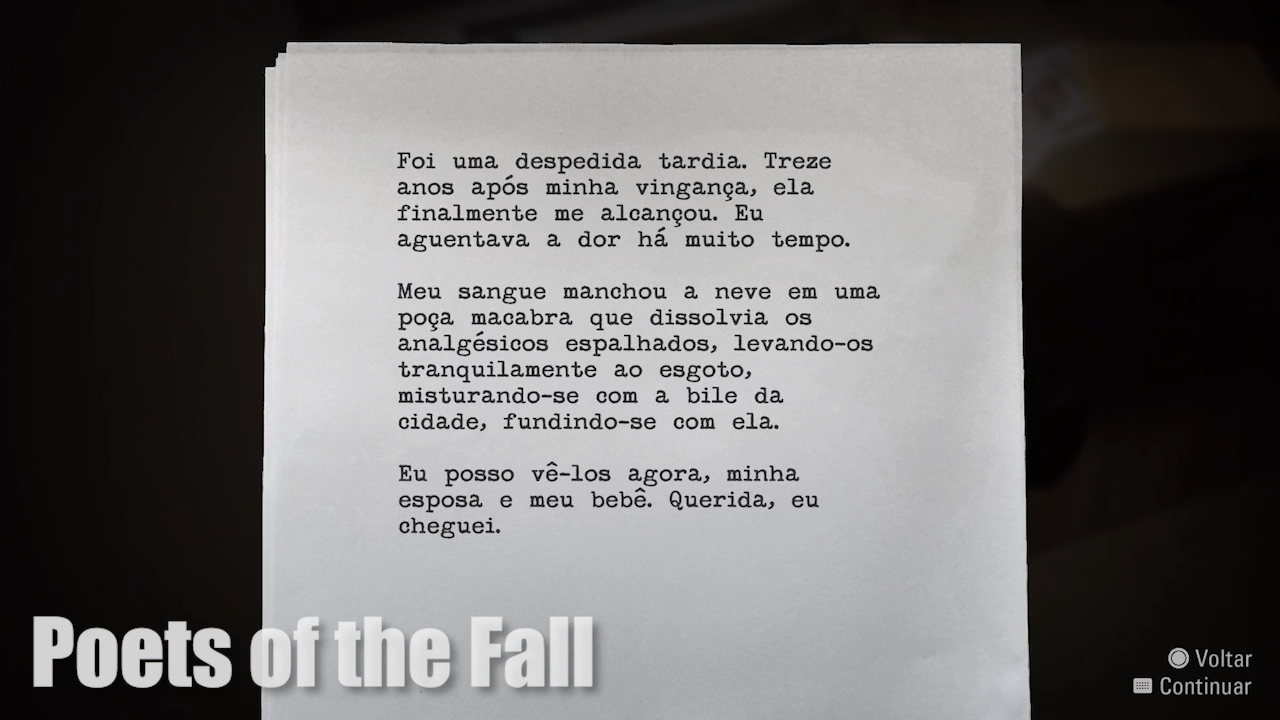 Foi uma despedida tardia. Treze
anos após minha vingança, ela
finalmente me alcançou. Eu
aguentava a dor há muito tempo.
Meu sangue manchou a neve em uma
poça macabra que dissolvia os
analgésicos espalhados, levando-os
tranquilamente ao esgoto,
misturando-se com a bile da
cidade, fundindo-se com ela.
Eu posso vê-los agora, minha
esposa e meu bebê. Querida, eu
cheguei.
Poets of the Fall
Voltar
Continuar